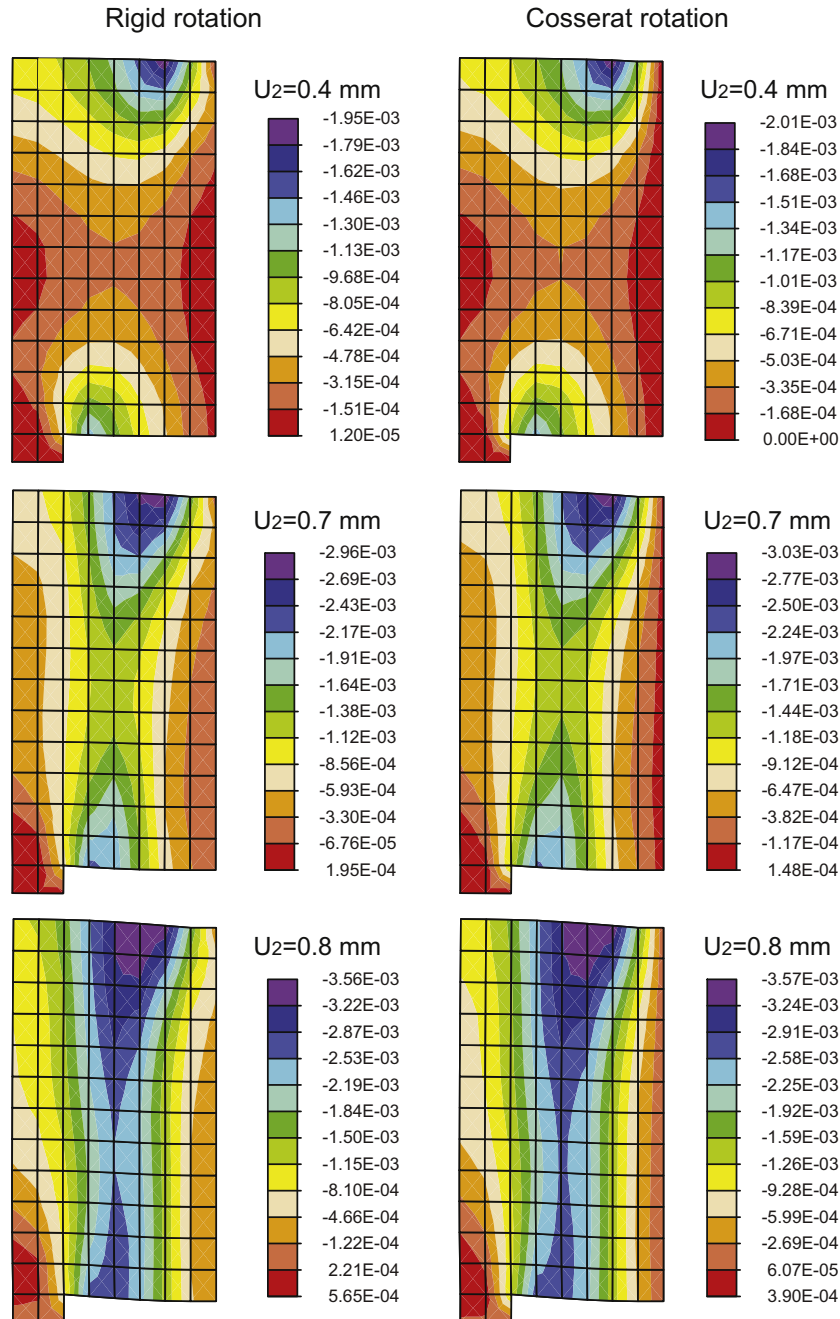 Rigid rotation
Cosserat rotation
U2=0.4 mm
-1.95E-03
-1.79E-03
-1.62E-03
-1.46E-03
-1.30E-03
-1.13E-03
-9.68E-04
-8.05E-04
-6.42E-04
-4.78E-04
-3.15E-04
-1.51E-04
1.20E-05
U2=0.4 mm
-2.01E-03
-1.84E-03
-1.68E-03
-1.51E-03
-1.34E-03
-1.17E-03
-1.01E-03
-8.39E-04
-6.71E-04
-5.03E-04
-3.35E-04
-1.68E-04
0.00E+00
U2=0.7 mm
-2.96E-03
-2.69E-03
-2.43E-03
-2.17E-03
-1.91E-03
-1.64E-03
-1.38E-03
-1.12E-03
-8.56E-04
-5.93E-04
-3.30E-04
-6.76E-05
1.95E-04
U2=0.7 mm
-3.03E-03
-2.77E-03
-2.50E-03
-2.24E-03
-1.97E-03
-1.71E-03
-1.44E-03
-1.18E-03
-9.12E-04
-6.47E-04
-3.82E-04
-1.17E-04
1.48E-04
U2=0.8 mm
-3.56E-03
-3.22E-03
-2.87E-03
-2.53E-03
-2.19E-03
-1.84E-03
-1.50E-03
-1.15E-03
-8.10E-04
-4.66E-04
-1.22E-04
2.21E-04
5.65E-04
U2=0.8 mm
-3.57E-03
-3.24E-03
-2.91E-03
-2.58E-03
-2.25E-03
-1.92E-03
-1.59E-03
-1.26E-03
-9.28E-04
-5.99E-04
-2.69E-04
6.07E-05
3.90E-04